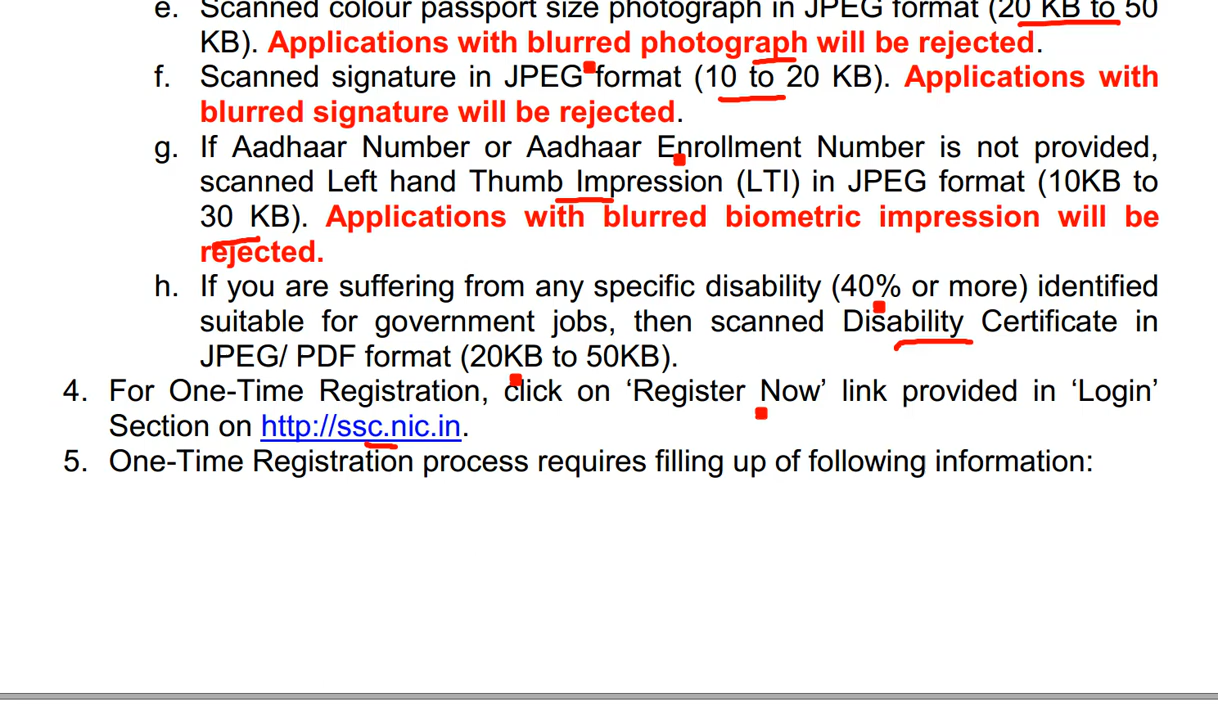 e. Scanned colour passport size photograph in JPEG format (20 KB to 50
KB). Applications with blurred photograph will be rejected.
f. Scanned signature in JPEG format (10 to 20 KB). Applications with
blurred signature will be rejected.
g. If Aadhaar Number or Aadhaar Enrollment Number is not provided,
scanned Left hand Thumb Impression (LTI) in JPEG format (10KB to
30 KB). Applications with blurred biometric impression will be
rejected.
h. If you are suffering from any specific disability (40% or more) identified
suitable for government jobs, then scanned Disability Certificate in
JPEG/ PDF format (20KB to 50KB).
4. For One-Time Registration, click on ‘Register Now’ link provided in ‘Login’
Section on http://ssc.nic.in.
5. One-Time Registration process requires filling up of following information: